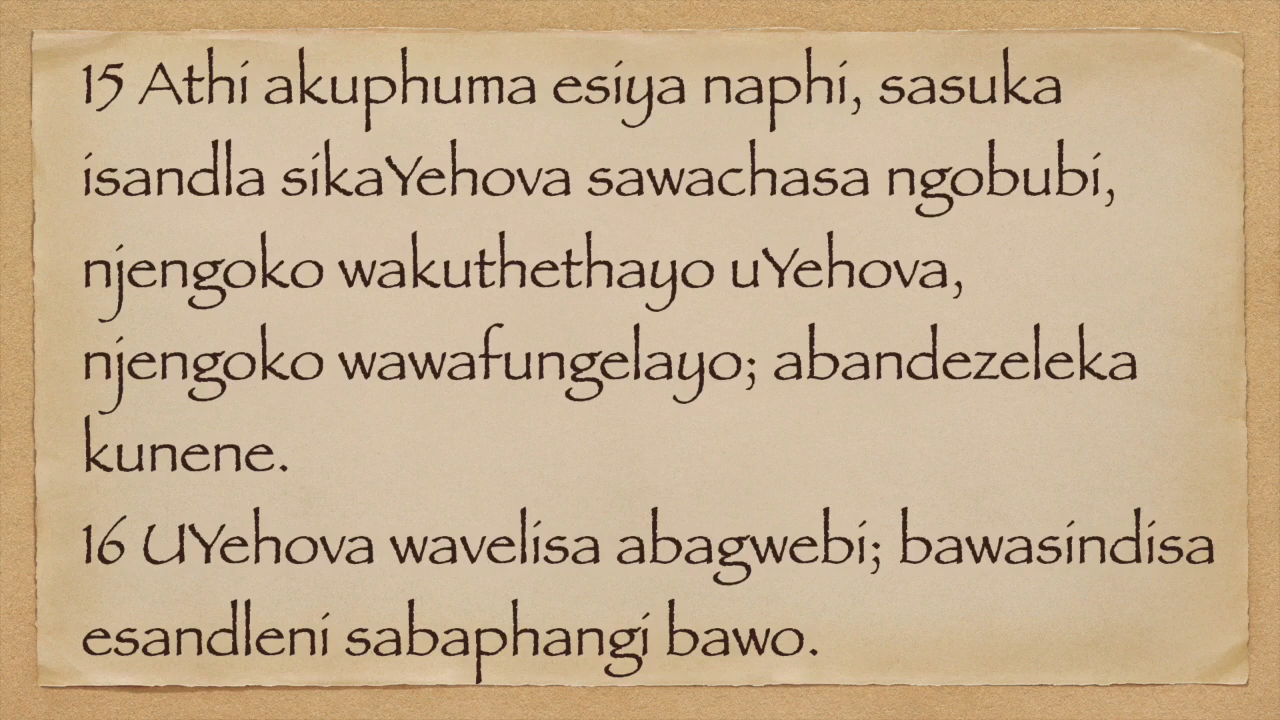 15 Athi akuphuma esiya naphi, sasuka
isandla sikaYehova sawachasa ngobubi,
njengoko wakuthethayo uYehova,
njengoko wawafungelayo; abandezeleka
kunene.
16 UYehova wavelisa abagwebi; bawasindisa
esandleni sabaphangi bawo.